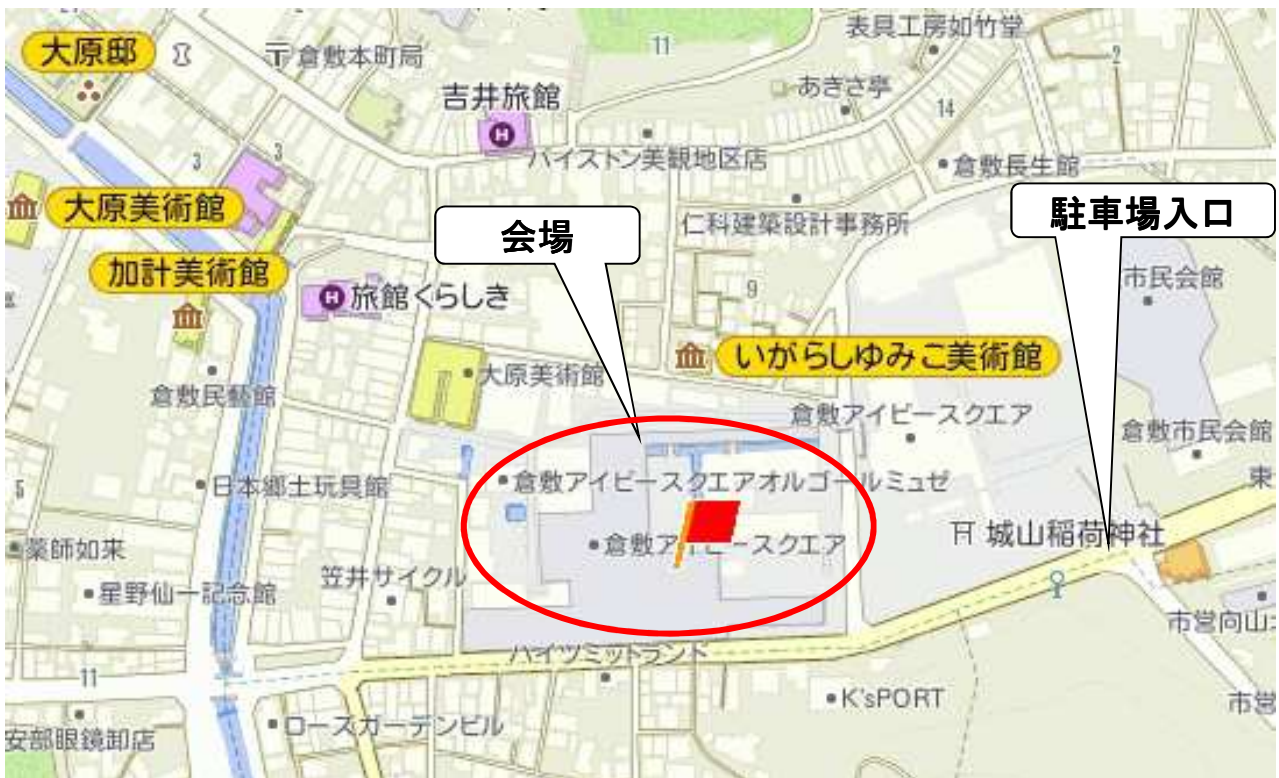 表具工房如竹堂
大原邸
倉敷本町局
11
2
吉井旅館
あきさ亭
14
3
3
バイストン美観地区店
倉敷長生館
大原美術館
会場
仁科建築設計事務所
駐車場入口
加計美術館
旅館くらしき
9
市民会館
大原美術館
いがらしゆみこ美術館
倉敷民藝館
倉敷アイビースクエア
倉敷市民会館
日本郷土玩具館
倉敷アイビースクエアオルゴールミュゼ
東
5
薬師如来
倉敷アイビースクエア
城山稲荷神社
星野仙一記念館
笠井サイクル
市営向山
ハイツミットランド
11
K'sPORT
市営
安部眼鏡卸店
ローズガーデンビル